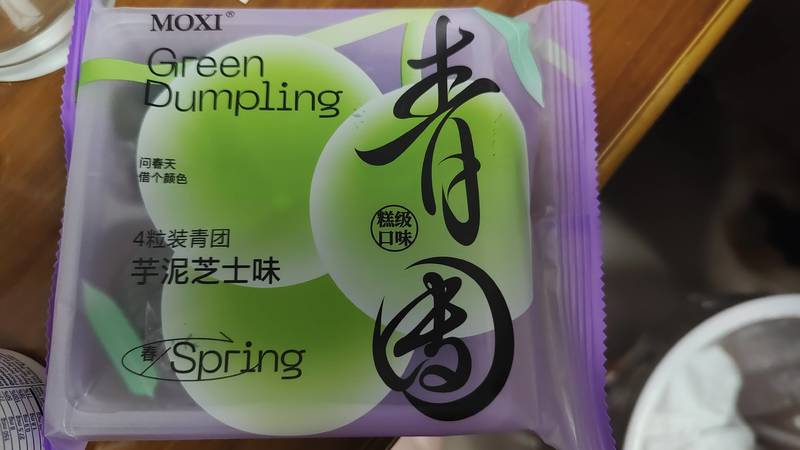 MOXI®
Green
Dumpling
青团
问春天
借个颜色
糕级
口味
4粒装青团
芋泥芝士味
春 Spring